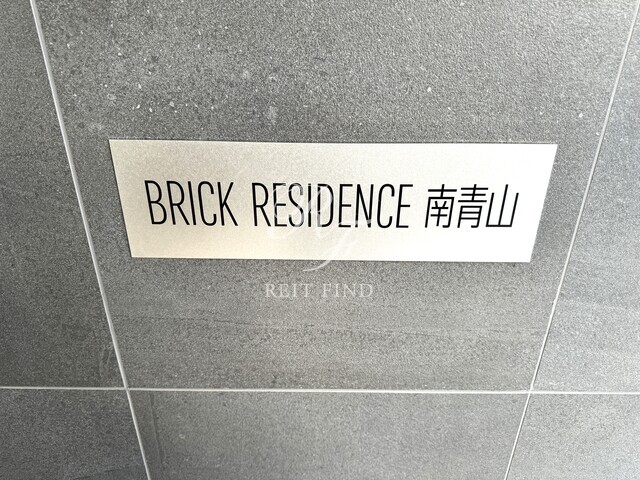 BRICK RESIDENCE 南青山
REIT FIND